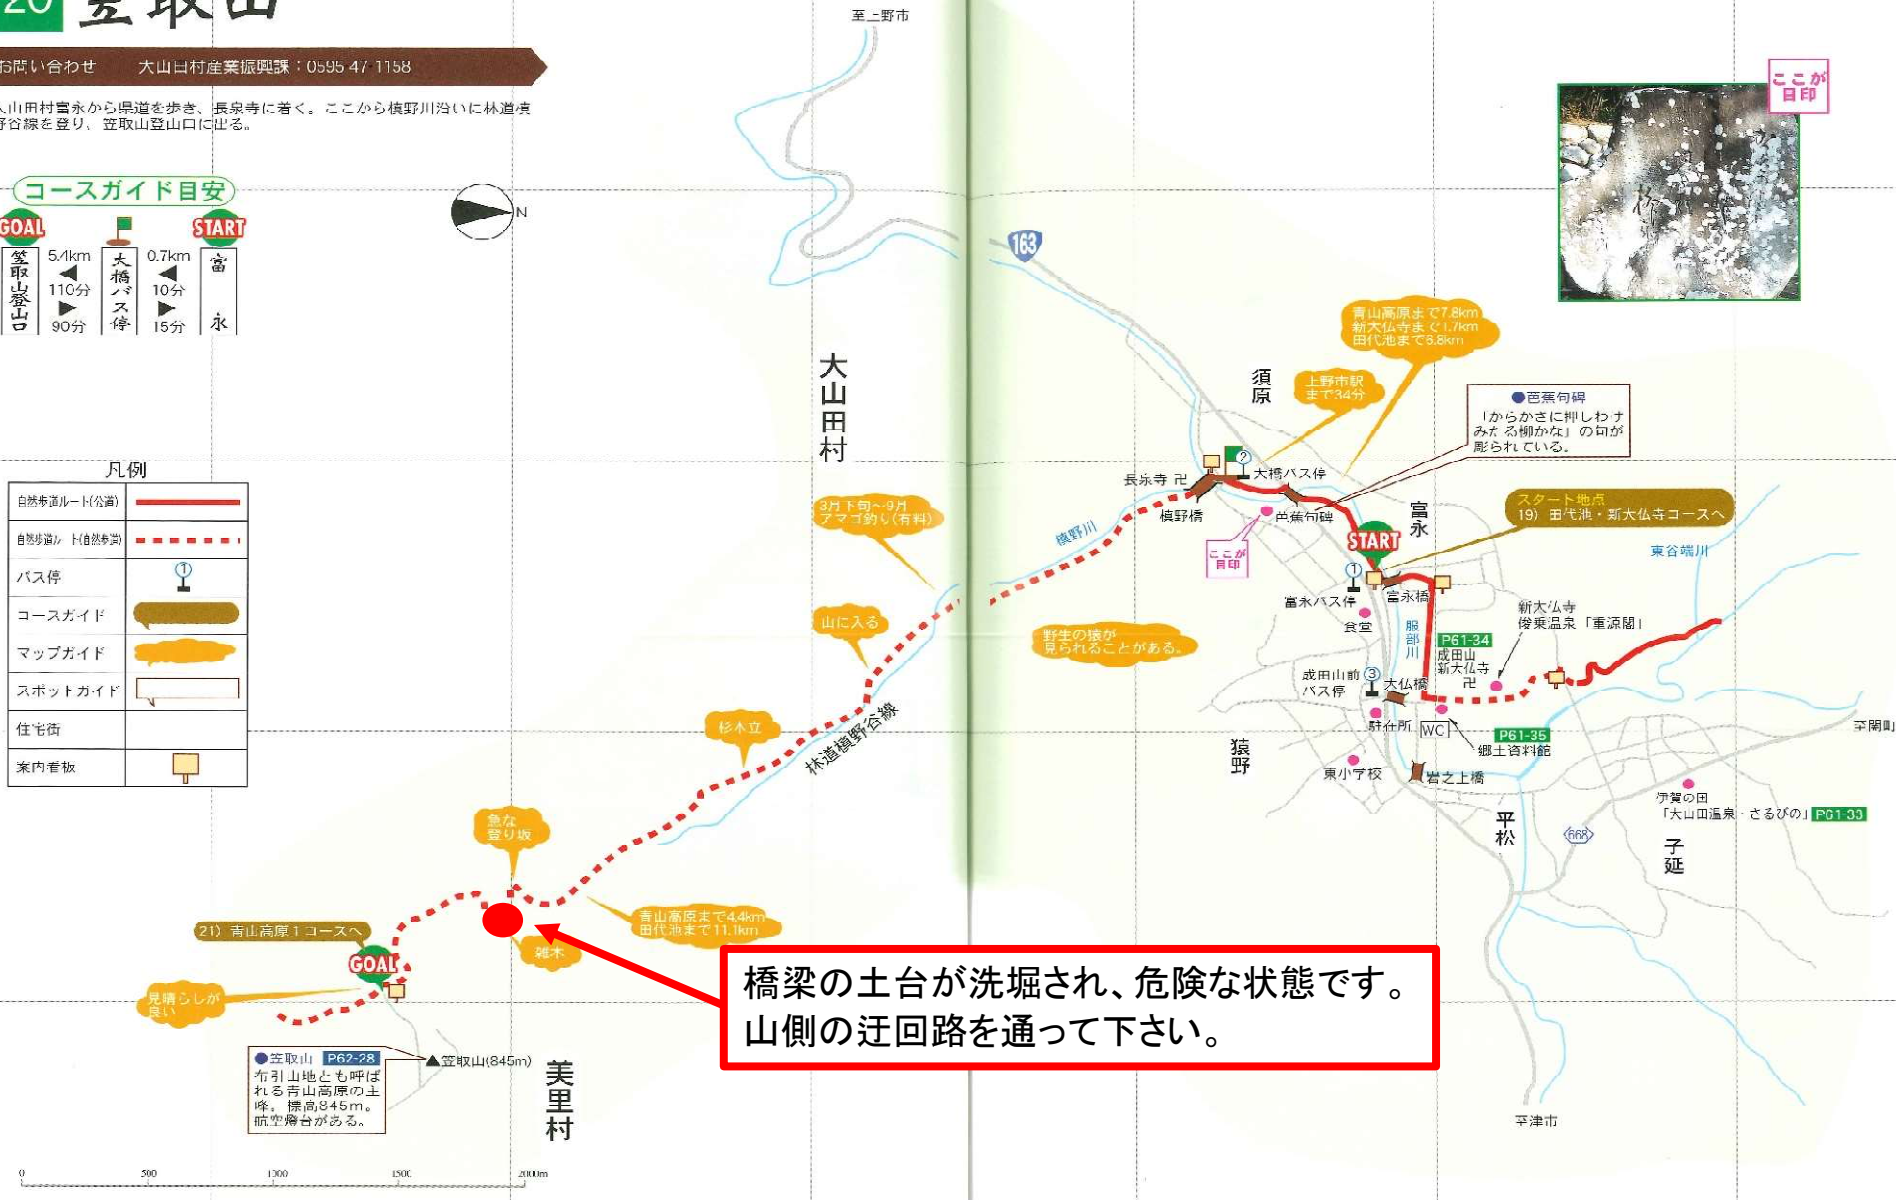 20 笠取山
お問い合わせ 大山田村産業振興課:0595-47-1158
大山田村富永から県道を歩き、長泉寺に着く。ここから槙野川沿いに林道槙
野谷線を登り、笠取山登山口に出る。
コースガイド目安
GOAL
START
笠取山登山口
5.4km
110分
90分
大橋バス停
0.7km
10分
15分
富永
N
凡例
自然歩道ルート(公道)
自然歩道ルート(自然歩道)
バス停
①
コースガイド
マップガイド
スポットガイド
住宅街
案内看板
至上野市
163
ここが
目印
大山田村
須原
青山高原まで7.8km
新大仏寺まで1.7km
田代池まで6.8km
上野市駅
まで34分
●芭蕉句碑
「からかさに押しわけ
みたる柳かな」の句が
彫られている。
長泉寺 卍
②
大橋バス停
槙野橋
芭蕉句碑
富永
スタート地点
19)田代池・新大仏寺コースへ
START
ここが
目印
3月下旬~9月
アマゴ釣り(有料)
槙野川
東谷端川
①
富永バス停
富永橋
食堂
服部川
新大仏寺
俊乗温泉「重源閣」
P61-34
成田山
新大仏寺
卍
山に入る
野生の猿が
見られることがある。
成田山前
バス停
③
大仏橋
駐在所
WC
P61-35
郷土資料館
至関町
杉木立
林道槙野谷線
猿野
東小学校
岩之上橋
伊賀の国
「大山田温泉・さるびの」 P61-33
平松
668
子延
急な
登り坂
青山高原まで4.4km
田代池まで11.1km
雑木
21)青山高原1コースへ
GOAL
橋梁の土台が洗堀され、危険な状態です。
山側の迂回路を通って下さい。
見晴らしが
良い
●笠取山 P62-28
布引山地とも呼ば
れる青山高原の主
峰。標高845m。
航空燈台がある。
▲笠取山(845m)
美里村
至津市
0 500 1000 1500 2000m